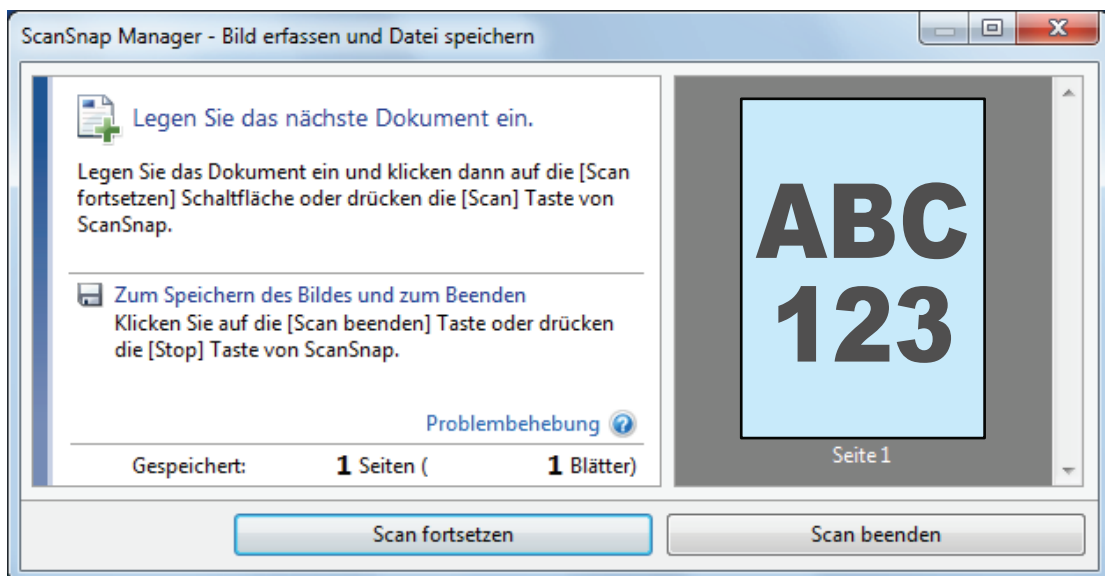 ScanSnap Manager - Bild erfassen und Datei speichern
Legen Sie das nächste Dokument ein.
Legen Sie das Dokument ein und klicken dann auf die [Scan
fortsetzen] Schaltfläche oder drücken die [Scan] Taste von
ScanSnap.
Zum Speichern des Bildes und zum Beenden
Klicken Sie auf die [Scan beenden] Taste oder drücken
die [Stop] Taste von ScanSnap.
Problembehebung ?
Gespeichert: 1 Seiten ( 1 Blätter)
ABC
123
Seite 1
Scan fortsetzen
Scan beenden